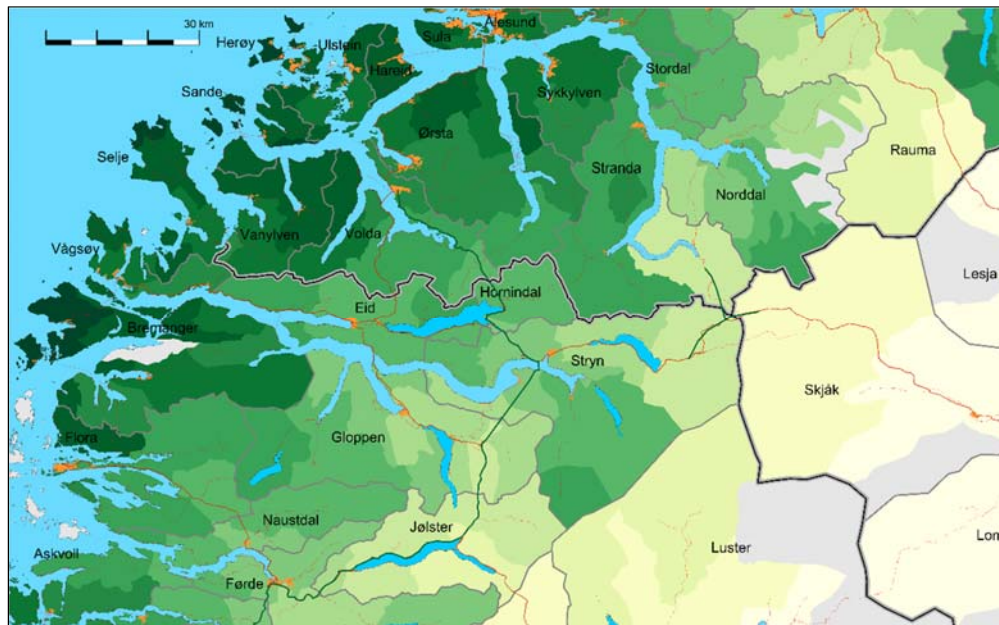 30 km
Ålesund
Herøy
Ulstein
Sula
Hareid
Stordal
Sande
Sykkylven
Ørsta
Rauma
Selje
Stranda
Norddal
Vanylven
Volda
Vågsøy
Lesja
Hornindal
Eid
Bremanger
Stryn
Skjåk
Flora
Gloppen
Naustdal
Jølster
Lom
Luster
Askvoll
Førde